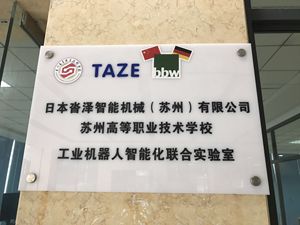 TAZE bbw
日本沓泽智能机械（苏州）有限公司
苏州高等职业技术学校
工业机器人智能化联合实验室